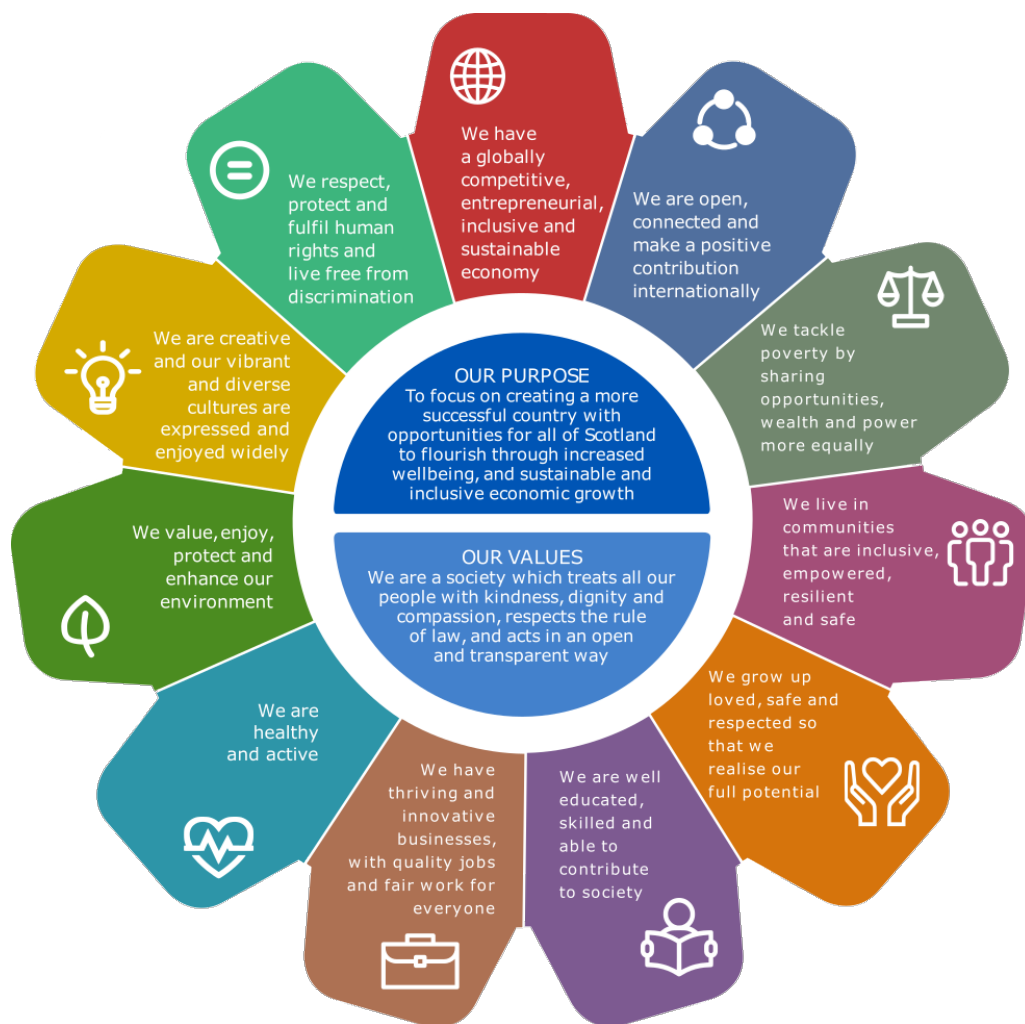 We have
a globally
competitive,
entrepreneurial,
inclusive and
sustainable
economy
We are open,
connected and
make a positive
contribution
internationally
We tackle
poverty by
sharing
opportunities,
wealth and power
more equally
We live in
communities
that are inclusive,
empowered,
resilient
and safe
We grow up
loved, safe and
respected so
that we
realise our
full potential
We are well
educated,
skilled and
able to
contribute
to society
We have
thriving and
innovative
businesses,
with quality jobs
and fair work for
everyone
We are
healthy
and active
We value, enjoy,
protect and
enhance our
environment
We are creative
and our vibrant
and diverse
cultures are
expressed and
enjoyed widely
We respect,
protect and
fulfil human
rights and
live free from
discrimination
OUR PURPOSE
To focus on creating a more
successful country with
opportunities for all of Scotland
to flourish through increased
wellbeing, and sustainable and
inclusive economic growth
OUR VALUES
We are a society which treats all our
people with kindness, dignity and
compassion, respects the rule
of law, and acts in an open
and transparent way